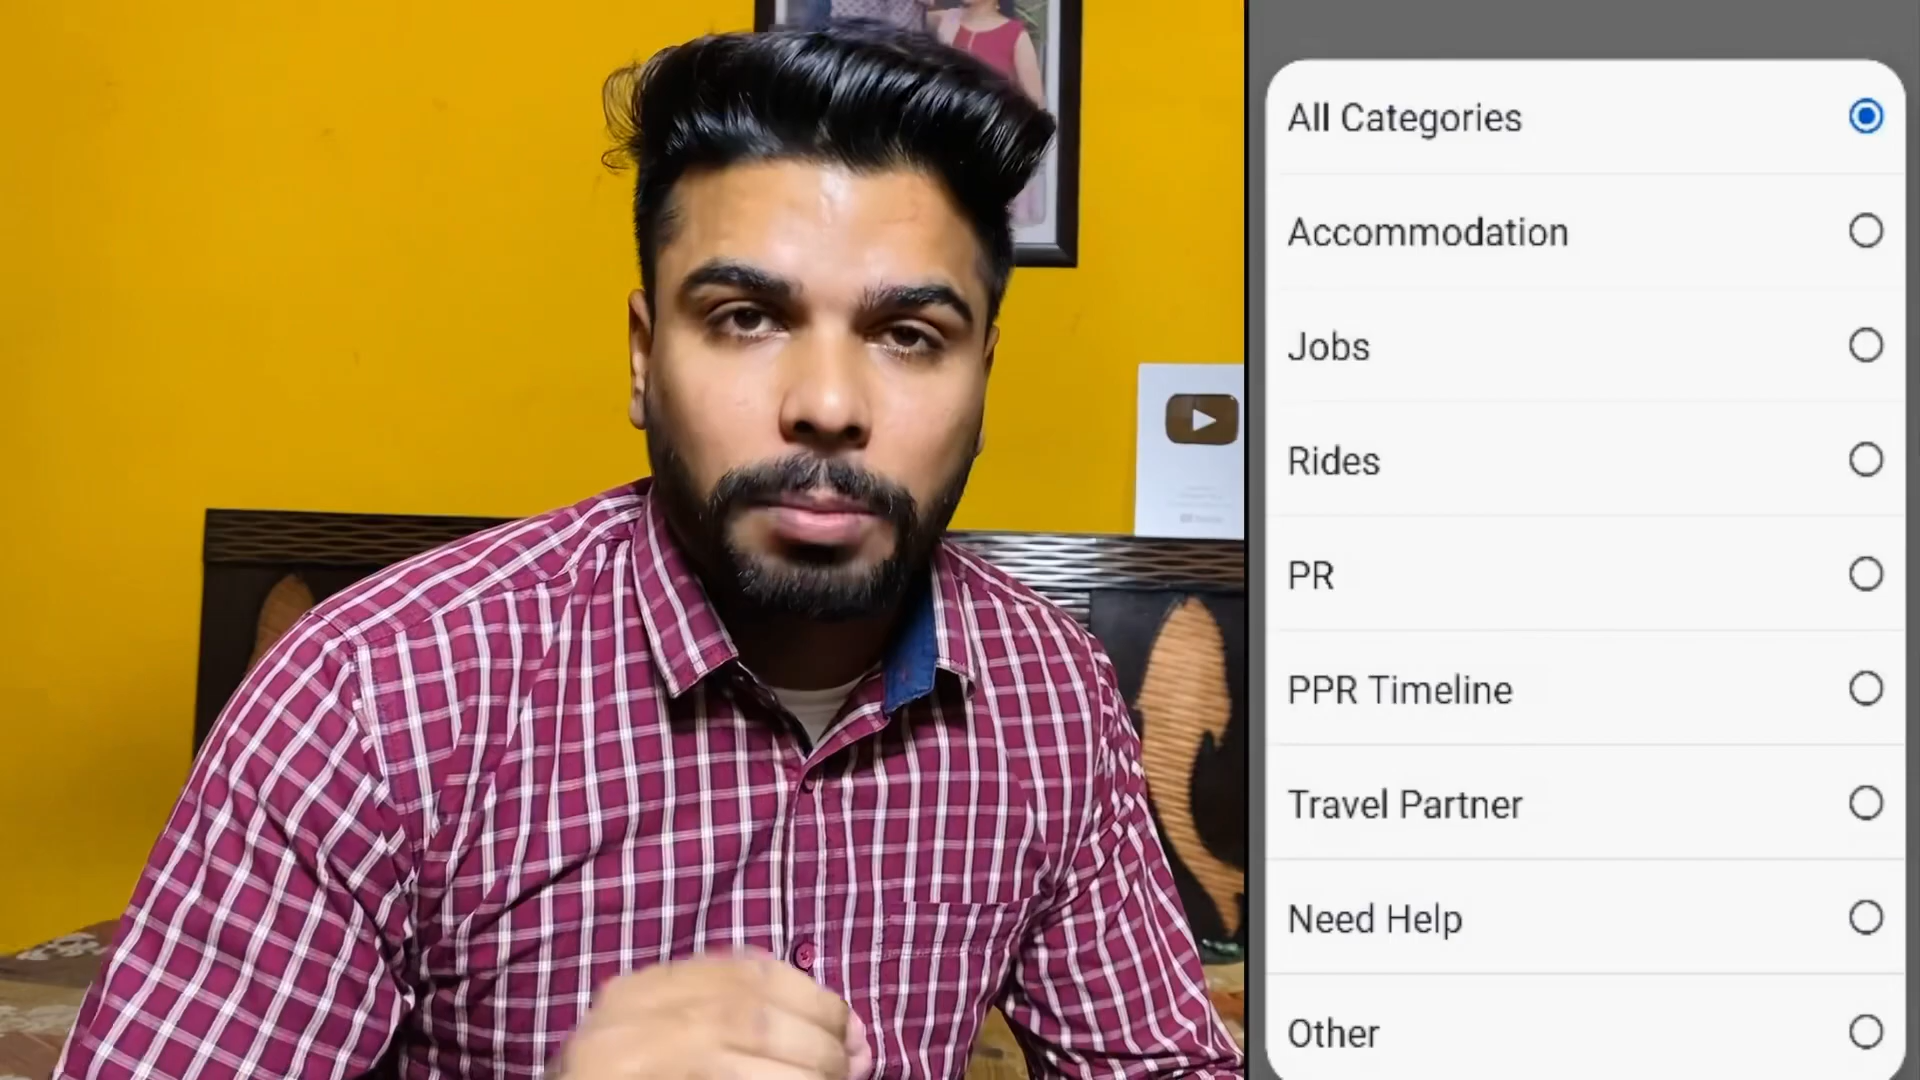 All Categories
Accommodation
Jobs
Rides
PR
PPR Timeline
Travel Partner
Need Help
Other